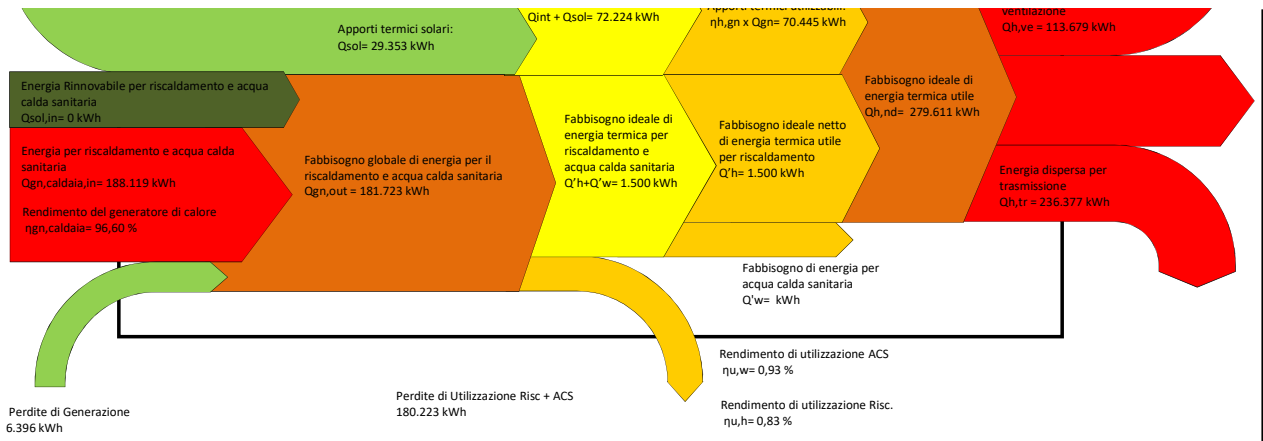 Apporti termici solari:
Qsol= 29.353 kWh
Qint + Qsol= 72.224 kWh
Apporti termici utilizzabili:
ηh,gn x Qgn= 70.445 kWh
ventilazione
Qh,ve = 113.679 kWh
Energia Rinnovabile per riscaldamento e acqua
calda sanitaria
Qsol,in= 0 kWh
Energia per riscaldamento e acqua calda
sanitaria
Qgn,caldaia,in= 188.119 kWh
Rendimento del generatore di calore
ηgn,caldaia= 96,60 %
Fabbisogno globale di energia per il
riscaldamento e acqua calda sanitaria
Qgn,out = 181.723 kWh
Fabbisogno ideale di
energia termica per
riscaldamento e
acqua calda sanitaria
Q’h+Q’w= 1.500 kWh
Fabbisogno ideale netto
di energia termica utile
per riscaldamento
Q’h= 1.500 kWh
Fabbisogno ideale di
energia termica utile
Qh,nd= 279.611 kWh
Energia dispersa per
trasmissione
Qh,tr = 236.377 kWh
Fabbisogno di energia per
acqua calda sanitaria
Q'w= kWh
Rendimento di utilizzazione ACS
ηu,w= 0,93 %
Rendimento di utilizzazione Risc.
ηu,h= 0,83 %
Perdite di Utilizzazione Risc + ACS
180.223 kWh
Perdite di Generazione
6.396 kWh